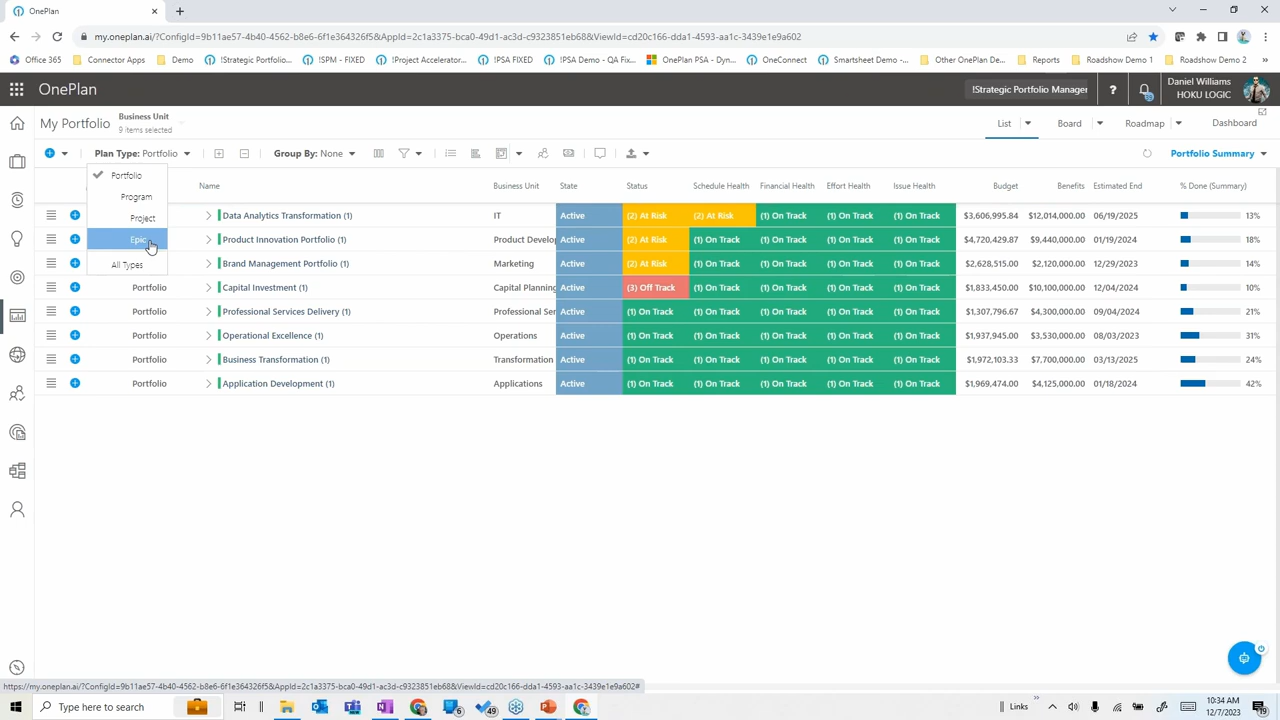 OnePlan
my.oneplan.ai/?ConfigId=9b11ae57-4b40-4562-b8e6-6f1e364326f5&AppId=2c1a3375-bca0-49d1-ac3d-c9323851eb68&ViewId=cd20c166-dda1-4593-aa1c-3439e1e9a602
Office 365 Connector Apps Demo !Strategic Portfolio... !SPM - FIXED !Project Accelerator... !PSA FIXED !PSA Demo - QA Fix... OnePlan PSA - Dyn... OneConnect Smartsheet Demo -... Other OnePlan De... Reports Roadshow Demo 1 Roadshow Demo 2 »
OnePlan !Strategic Portfolio Manager ? Daniel Williams
HOKU LOGIC
My Portfolio Business Unit
9 items selected
List Board Roadmap Dashboard
Plan Type: Portfolio Group By: None Portfolio Summary
Portfolio
Program
Project
Epic
All Types
Name Business Unit State Status Schedule Health Financial Health Effort Health Issue Health Budget Benefits Estimated End % Done (Summary)
Data Analytics Transformation (1) IT Active (2) At Risk (2) At Risk (1) On Track (1) On Track (1) On Track $3,606,995.84 $12,014,000.00 06/19/2025 13%
Product Innovation Portfolio (1) Product Develop Active (2) At Risk (1) On Track (1) On Track (1) On Track (1) On Track $4,720,429.87 $9,440,000.00 01/19/2024 18%
Brand Management Portfolio (1) Marketing Active (2) At Risk (1) On Track (1) On Track (1) On Track (1) On Track $2,628,515.00 $2,120,000.00 12/29/2023 14%
Portfolio Capital Investment (1) Capital Planning Active (3) Off Track (1) On Track (1) On Track (1) On Track (1) On Track $1,833,450.00 $10,100,000.00 12/04/2024 10%
Portfolio Professional Services Delivery (1) Professional Ser Active (1) On Track (1) On Track (1) On Track (1) On Track (1) On Track $1,307,796.67 $4,300,000.00 09/04/2024 21%
Portfolio Operational Excellence (1) Operations Active (1) On Track (1) On Track (1) On Track (1) On Track (1) On Track $1,937,945.00 $3,530,000.00 08/03/2023 31%
Portfolio Business Transformation (1) Transformation Active (1) On Track (1) On Track (1) On Track (1) On Track (1) On Track $1,972,103.33 $7,700,000.00 03/13/2025 24%
Portfolio Application Development (1) Applications Active (1) On Track (1) On Track (1) On Track (1) On Track (1) On Track $1,969,474.00 $4,125,000.00 01/18/2024 42%
https://my.oneplan.ai/?ConfigId=9b11ae57-4b40-4562-b8e6-6f1e364326f5&AppId=2c1a3375-bca0-49d1-ac3d-c9323851eb68&ViewId=cd20c166-dda1-4593-aa1c-3439e1e9a602#
Type here to search 6 49 Links » 10:34 AM
12/7/2023 19